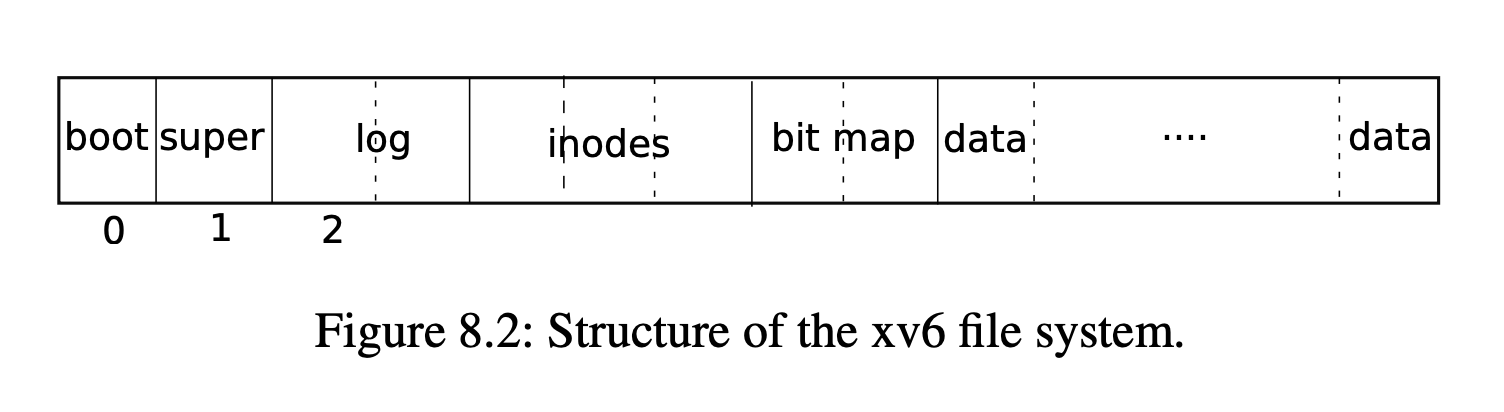 boot super log inodes bit map data .... data
0 1 2
Figure 8.2: Structure of the xv6 file system.